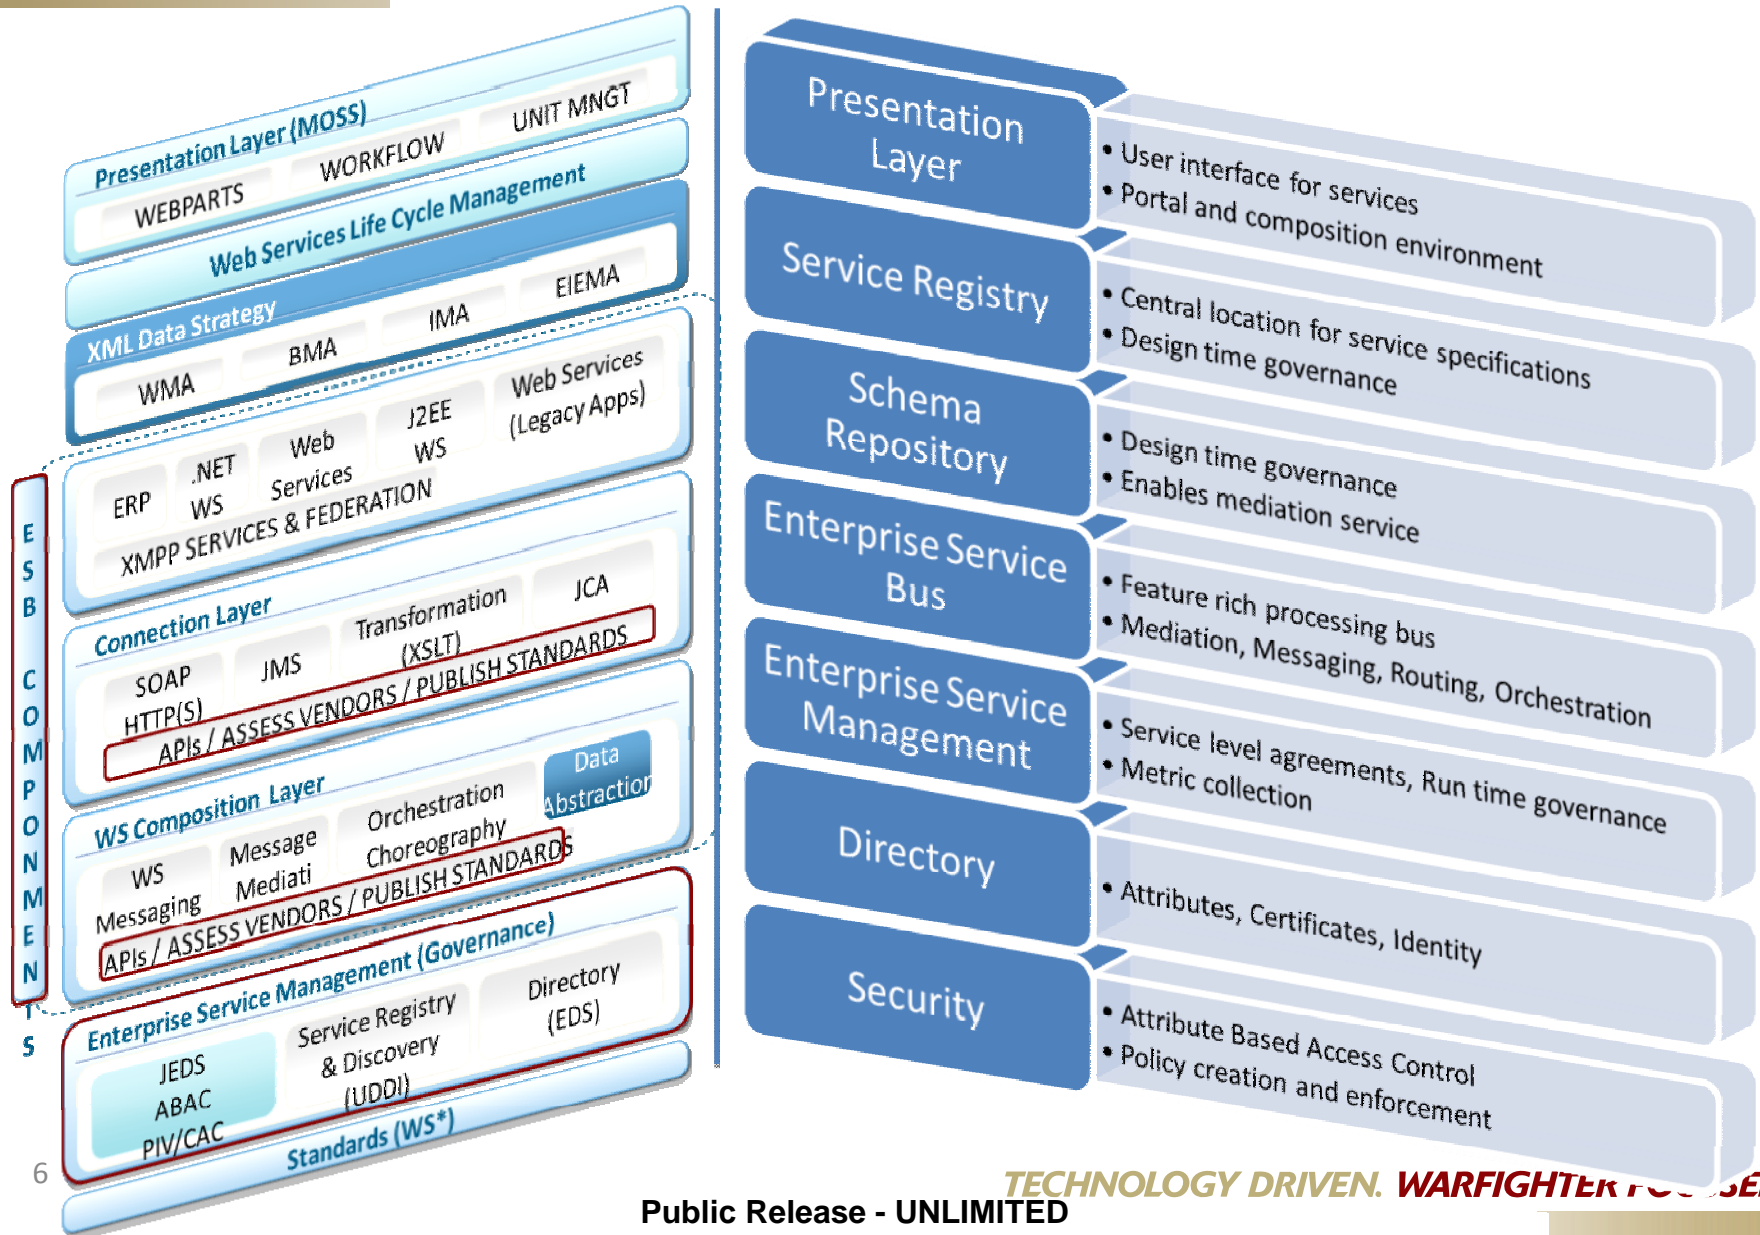 Presentation Layer (MOSS)
WEBPARTS
WORKFLOW
UNIT MNGT
Web Services Life Cycle Management
XML Data Strategy
WMA
BMA
IMA
EIEMA
ERP
.NET
WS
Web
Services
J2EE
WS
Web Services
(Legacy Apps)
XMPP SERVICES & FEDERATION
Connection Layer
SOAP
HTTP(S)
JMS
Transformation
(XSLT)
JCA
APIs / ASSESS VENDORS / PUBLISH STANDARDS
WS Composition Layer
WS
Messaging
Message
Mediati
Orchestration
Choreography
Data
Abstraction
APIs / ASSESS VENDORS / PUBLISH STANDARDS
Enterprise Service Management (Governance)
JEDS
ABAC
PIV/CAC
Service Registry
& Discovery
(UDDI)
Directory
(EDS)
Standards (WS*)
ESB COMPONMENTS
Presentation
Layer
• User interface for services
• Portal and composition environment
Service Registry
• Central location for service specifications
• Design time governance
Schema
Repository
• Design time governance
• Enables mediation service
Enterprise Service
Bus
• Feature rich processing bus
• Mediation, Messaging, Routing, Orchestration
Enterprise Service
Management
• Service level agreements, Run time governance
• Metric collection
Directory
• Attributes, Certificates, Identity
Security
• Attribute Based Access Control
• Policy creation and enforcement
6
TECHNOLOGY DRIVEN. WARFIGHTER
Public Release - UNLIMITED